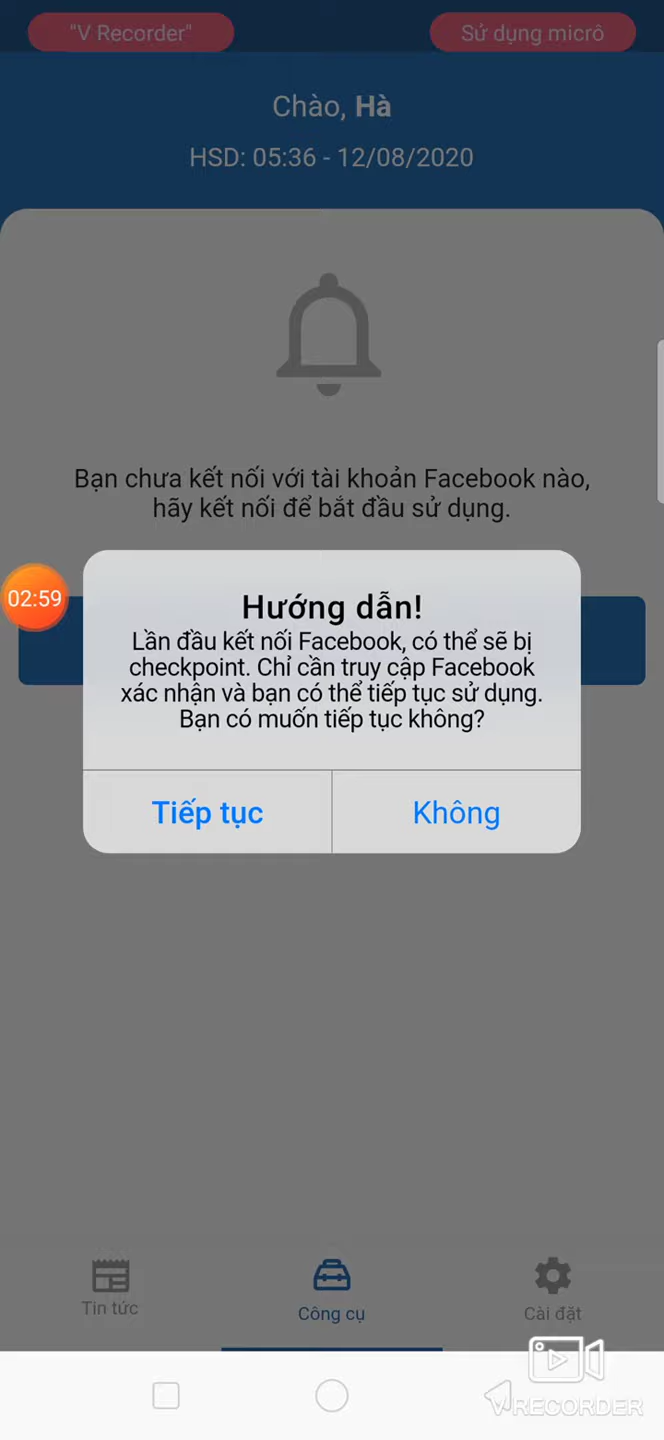 "V Recorder"
Sử dụng micrô
Chào, Hà
HSD: 05:36 - 12/08/2020
Bạn chưa kết nối với tài khoản Facebook nào,
hãy kết nối để bắt đầu sử dụng.
02:59
Hướng dẫn!
Lần đầu kết nối Facebook, có thể sẽ bị
checkpoint. Chỉ cần truy cập Facebook
xác nhận và bạn có thể tiếp tục sử dụng.
Bạn có muốn tiếp tục không?
Tiếp tục
Không
Tin tức
Công cụ
Cài đặt
VRECORDER